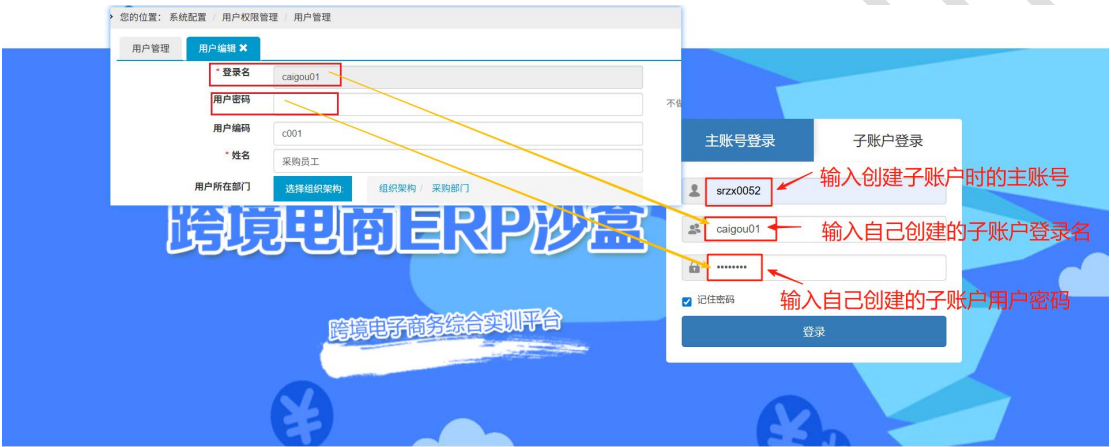 您的位置： 系统配置 / 用户权限管理 / 用户管理
用户管理
用户编辑 ✖
* 登录名
caigou01
用户密码
用户编码
c001
* 姓名
采购员工
用户所在部门
选择组织架构
组织架构 / 采购部门
跨境电商ERP沙盒
跨境电子商务综合实训平台
主账号登录
子账户登录
srzx0052
输入创建子账户时的主账号
caigou01
输入自己创建的子账户登录名
••••••••
输入自己创建的子账户用户密码
记住密码
登录
¥
¥